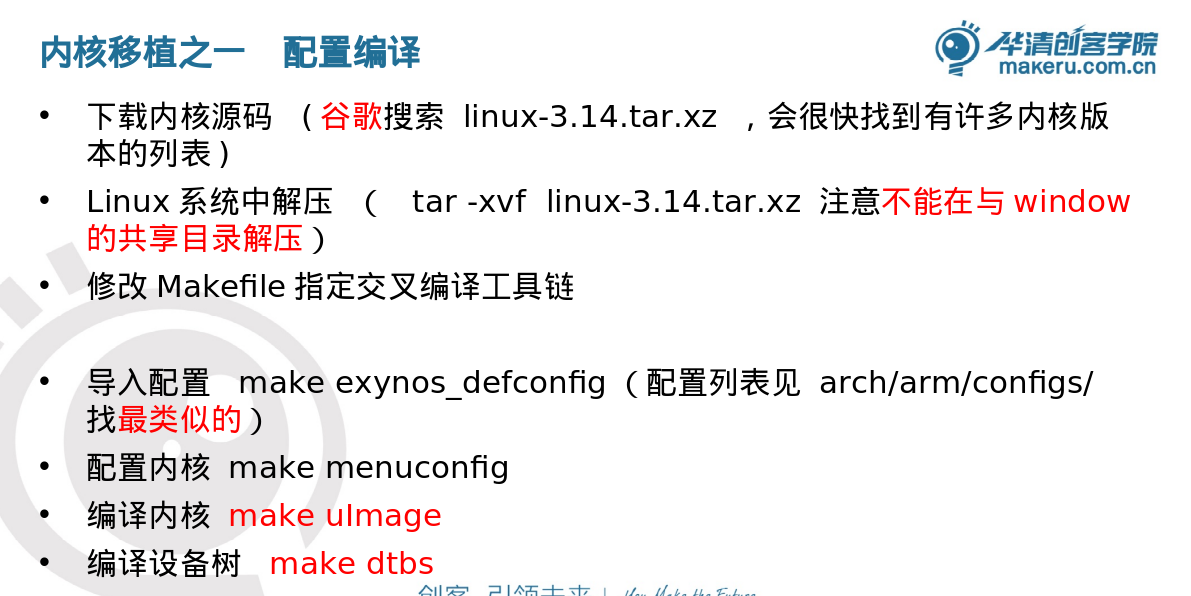 内核移植之一 配置编译
华清创客学院
makeru.com.cn
• 下载内核源码 (谷歌搜索 linux-3.14.tar.xz ，会很快找到有许多内核版
本的列表)
• Linux 系统中解压 （ tar -xvf linux-3.14.tar.xz 注意不能在与 window
的共享目录解压）
• 修改 Makefile 指定交叉编译工具链
• 导入配置 make exynos_defconfig （配置列表见 arch/arm/configs/
找最类似的）
• 配置内核 make menuconfig
• 编译内核 make uImage
• 编译设备树 make dtbs
创客 引领未来 |